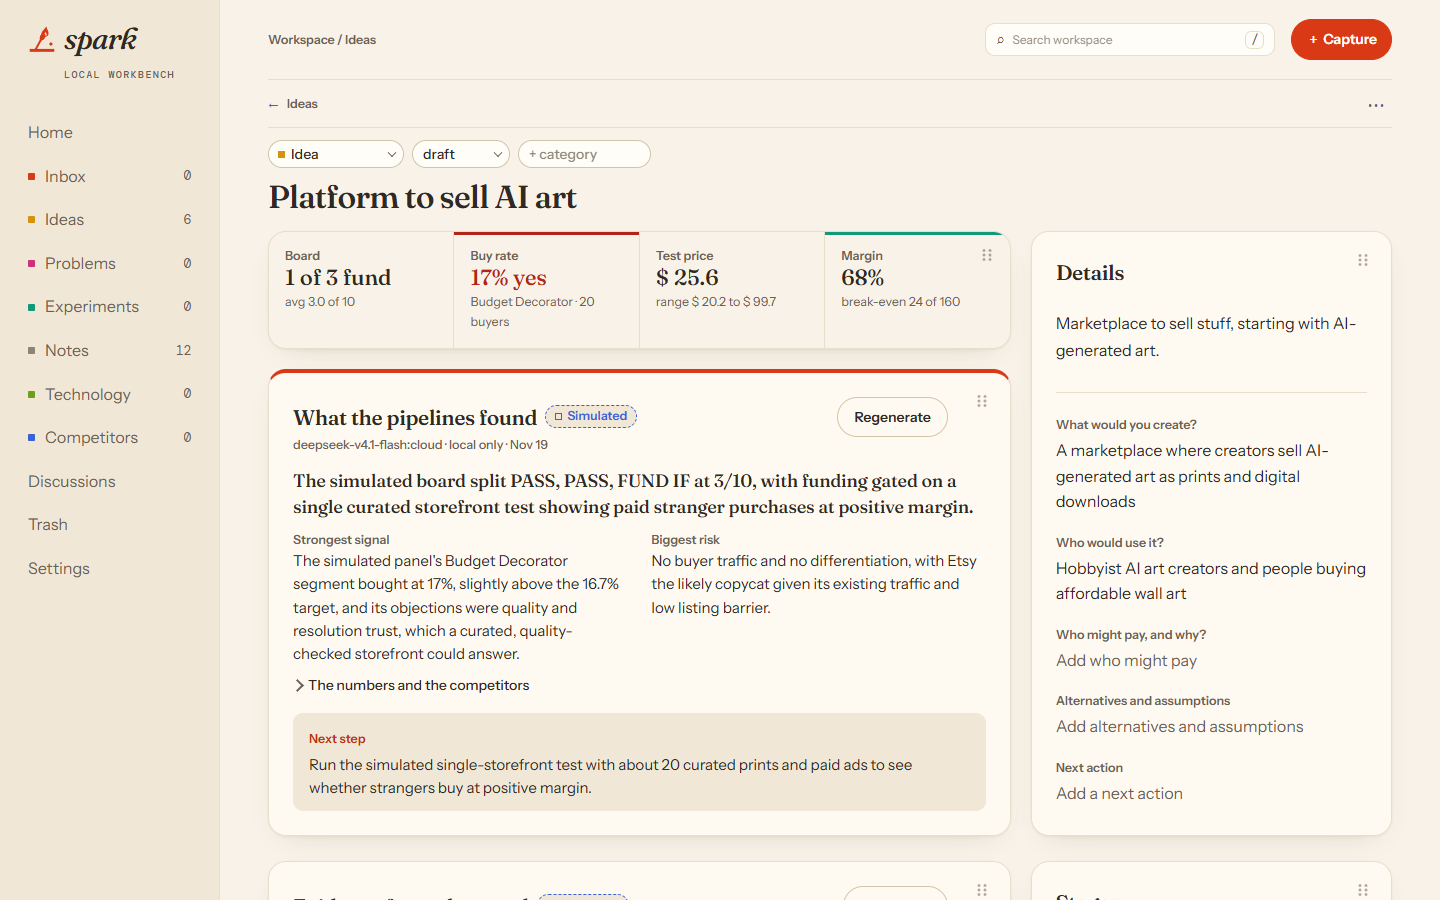 spark
LOCAL WORKBENCH
Home
Inbox 0
Ideas 6
Problems 0
Experiments 0
Notes 12
Technology 0
Competitors 0
Discussions
Trash
Settings
Workspace / Ideas
Search workspace /
+ Capture
← Ideas
...
Idea
draft
+ category
Platform to sell AI art
Board
1 of 3 fund
avg 3.0 of 10
Buy rate
17% yes
Budget Decorator · 20
buyers
Test price
$ 25.6
range $ 20.2 to $ 99.7
Margin
68%
break-even 24 of 160
What the pipelines found
Simulated
Regenerate
deepseek-v4.1-flash:cloud · local only · Nov 19
The simulated board split PASS, PASS, FUND IF at 3/10, with funding gated on a
single curated storefront test showing paid stranger purchases at positive margin.
Strongest signal
The simulated panel's Budget Decorator
segment bought at 17%, slightly above the 16.7%
target, and its objections were quality and
resolution trust, which a curated, quality-
checked storefront could answer.
Biggest risk
No buyer traffic and no differentiation, with Etsy
the likely copycat given its existing traffic and
low listing barrier.
The numbers and the competitors
Next step
Run the simulated single-storefront test with about 20 curated prints and paid ads to see
whether strangers buy at positive margin.
Details
Marketplace to sell stuff, starting with AI-
generated art.
What would you create?
A marketplace where creators sell AI-
generated art as prints and digital
downloads
Who would use it?
Hobbyist AI art creators and people buying
affordable wall art
Who might pay, and why?
Add who might pay
Alternatives and assumptions
Add alternatives and assumptions
Next action
Add a next action